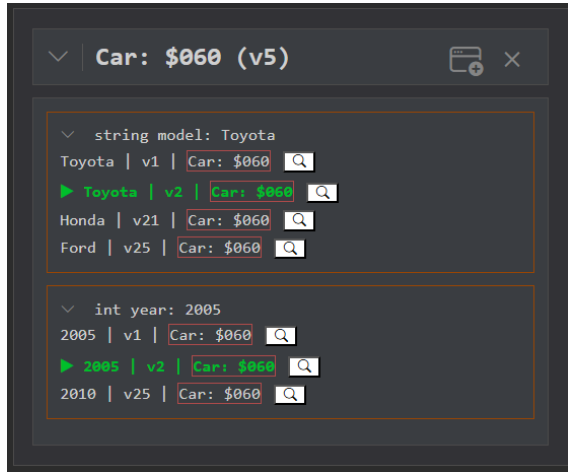 Car: $060 (v5)
string model: Toyota
Toyota | v1 | Car: $060
Toyota | v2 | Car: $060
Honda | v21 | Car: $060
Ford | v25 | Car: $060
int year: 2005
2005 | v1 | Car: $060
2005 | v2 | Car: $060
2010 | v25 | Car: $060